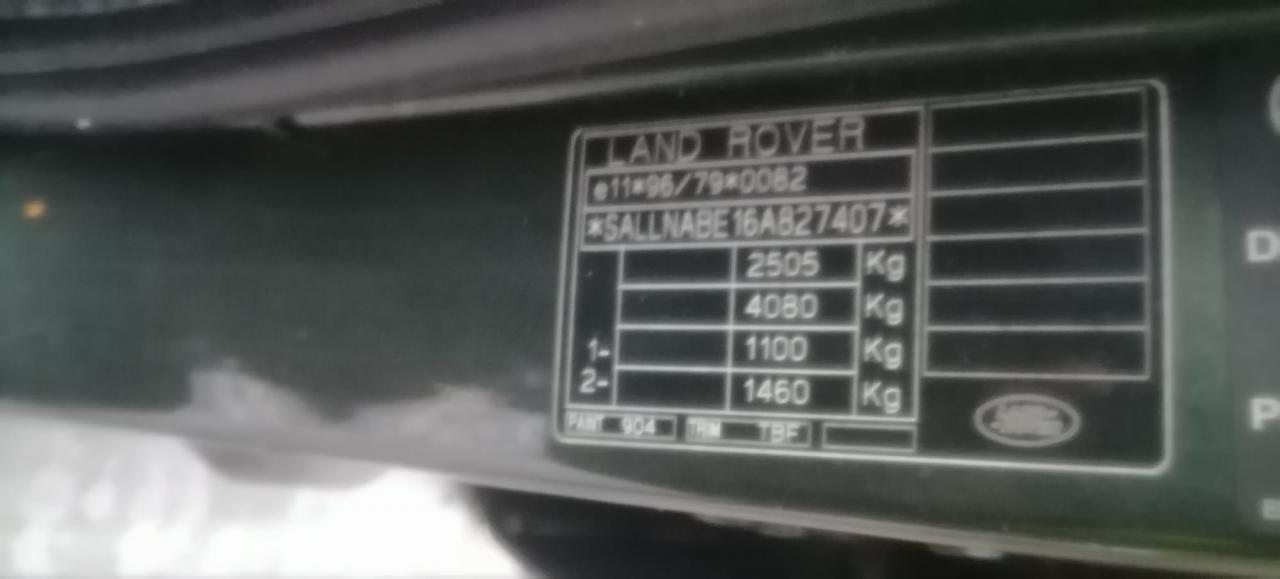 LAND ROVER
e11*96/79*0082
*SALLNABE16A827407*
2505 Kg
4080 Kg
1- 1100 Kg
2- 1460 Kg
PAINT 904 TRIM TBF
D
P